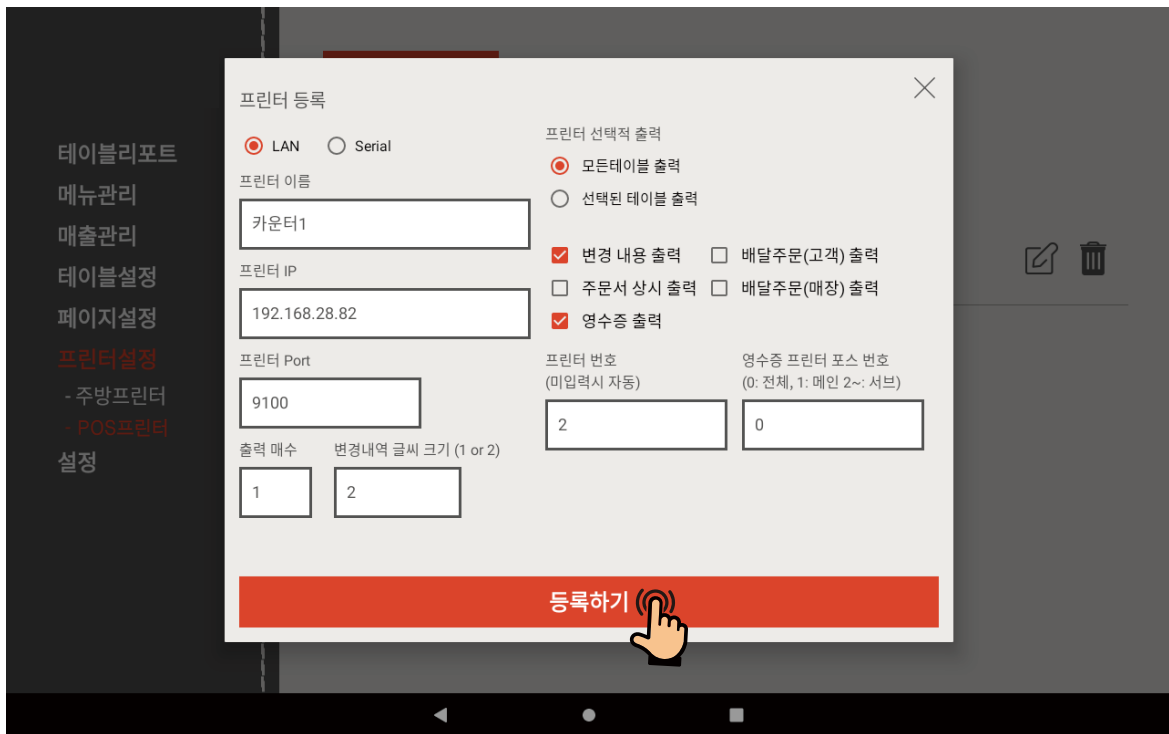 테이블리포트
메뉴관리
매출관리
테이블설정
페이지설정
프린터설정
- 주방프린터
- POS프린터
설정
프린터 등록
LAN Serial
프린터 이름
카운터1
프린터 IP
192.168.28.82
프린터 Port
9100
출력 매수 변경내역 글씨 크기 (1 or 2)
1 2
프린터 선택적 출력
모든테이블 출력
선택된 테이블 출력
변경 내용 출력 배달주문(고객) 출력
주문서 상시 출력 배달주문(매장) 출력
영수증 출력
프린터 번호 영수증 프린터 포스 번호
(미입력시 자동) (0: 전체, 1: 메인 2~: 서브)
2 0
등록하기